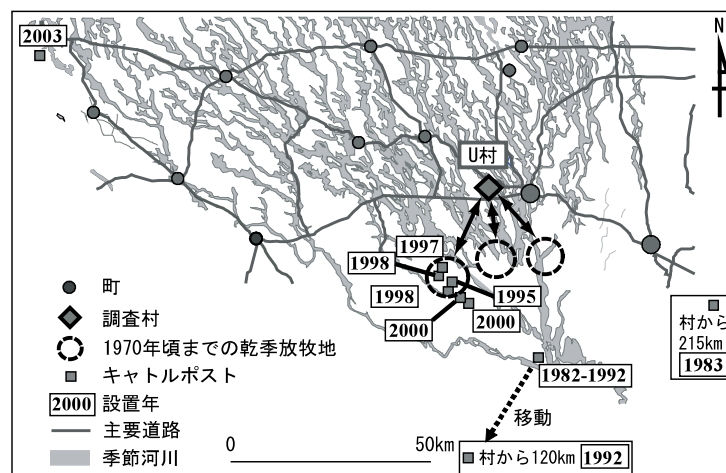 2003
N
U村
1997
1998
1998
1995
2000
2000
村から
215km
1983
1982-1992
移動
村から120km 1992
町
調査村
1970年頃までの乾季放牧地
キャトルポスト
2000 設置年
主要道路
季節河川
0 50km